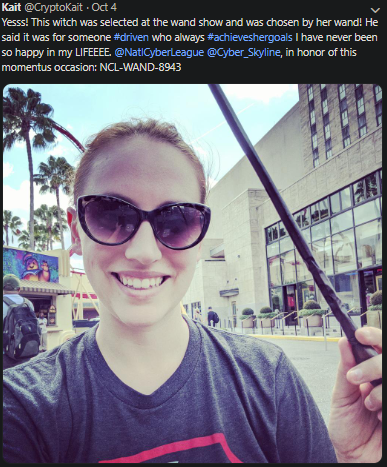 Kait @CryptoKait · Oct 4
Yesss! This witch was selected at the wand show and was chosen by her wand! He
said it was for someone #driven who always #achieveshergoals I have never been
so happy in my LIFEEEE. @NatlCyberLeague @Cyber_Skyline, in honor of this
momentus occasion: NCL-WAND-8943